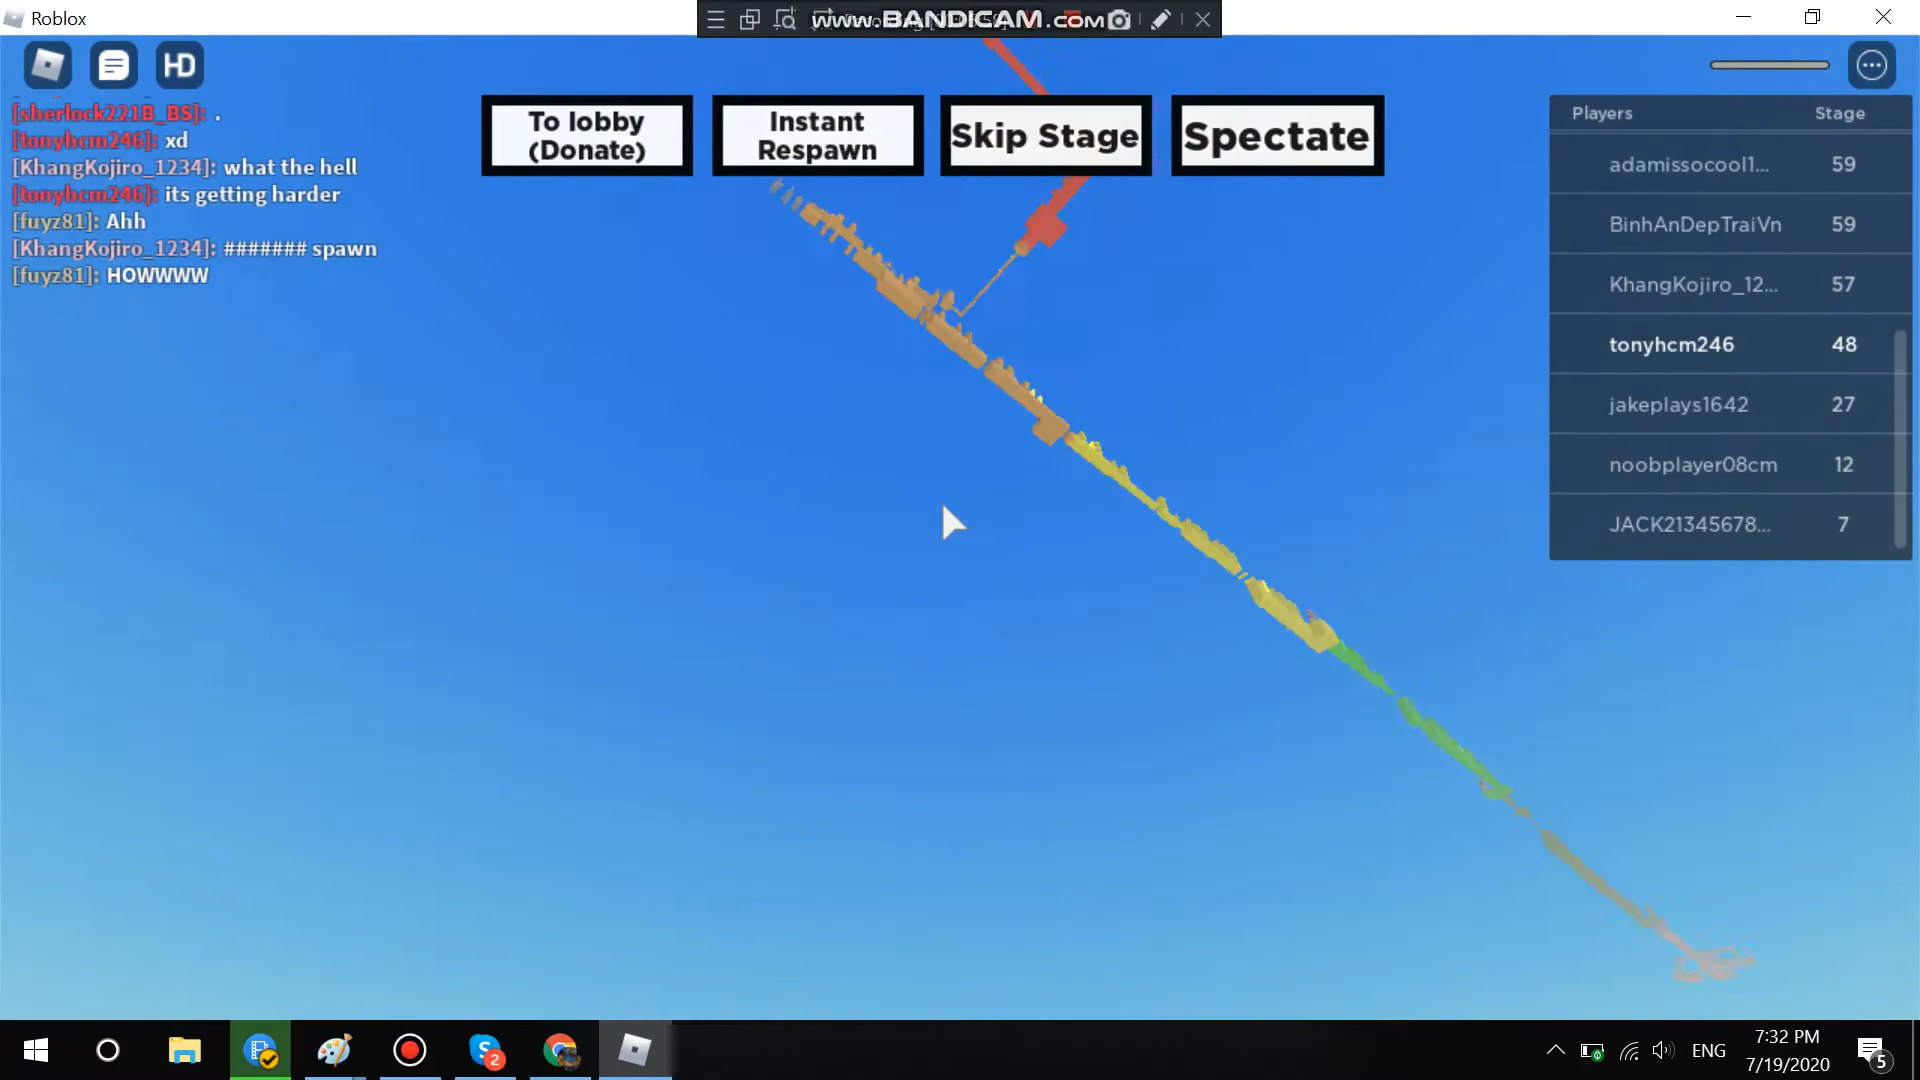 Roblox
www.BANDICAM.com
HD
[sherlock221B_BS]: .
[tonyhcm246]: xd
[KhangKojiro_1234]: what the hell
[tonyhcm246]: its getting harder
[fuyz81]: Ahh
[KhangKojiro_1234]: ####### spawn
[fuyz81]: HOWWWW
To lobby
(Donate)
Instant
Respawn
Skip Stage
Spectate
Players Stage
adamissocool1... 59
BinhAnDepTraiVn 59
KhangKojiro_12... 57
tonyhcm246 48
jakeplays1642 27
noobplayer08cm 12
JACK21345678... 7
2
ENG
7:32 PM
7/19/2020
5